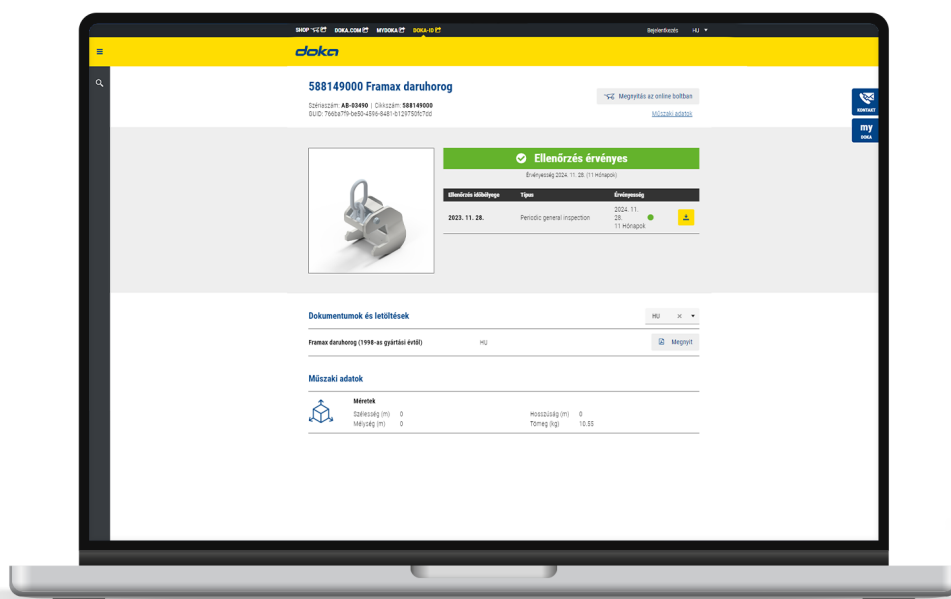 SHOP DOKA.COM MYDOKA DOKA-ID Bejelentkezés HU
doka
588149000 Framax daruhorog
Megnyitás az online boltban
Szériaszám: AB-03490 | Cikkszám: 588149000
GUID: 766ba7f9-be50-4596-8481-b129750fc7dd
Műszaki adatok
KONTAKT
my
DOKA
Ellenőrzés érvényes
Érvényesség 2024. 11. 28. (11 Hónapok)
Ellenőrzés időbélyege Típus Érvényesség
2023. 11. 28. Periodic general inspection 2024. 11.
28.
11 Hónapok
Dokumentumok és letöltések HU
Framax daruhorog (1998-as gyártási évtől) HU Megnyit
Műszaki adatok
Méretek
Szélesség (m) 0 Hosszúság (m) 0
Mélység (m) 0 Tömeg (kg) 10.55